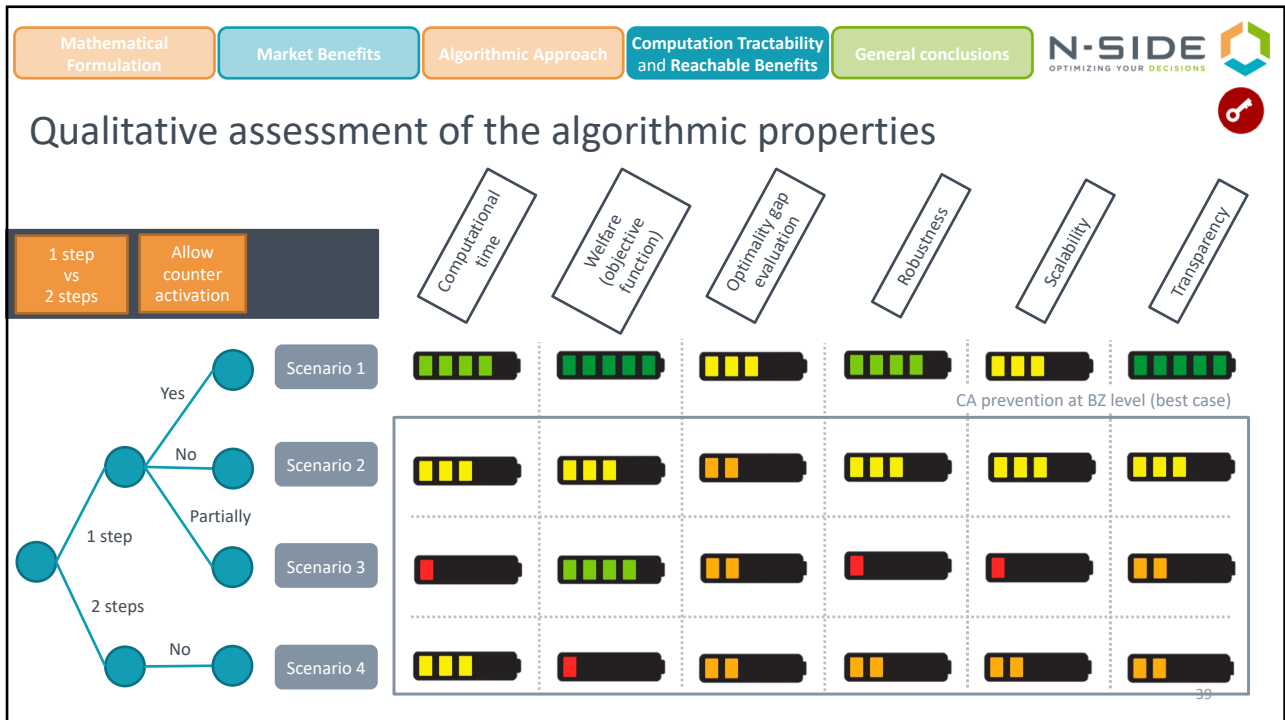 Mathematical
Formulation
Market Benefits
Algorithmic Approach
Computation Tractability
and Reachable Benefits
General conclusions
N-SIDE
OPTIMIZING YOUR DECISIONS
Qualitative assessment of the algorithmic properties
1 step
vs
2 steps
Allow
counter
activation
Computational
time
Welfare
(objective
function)
Optimality gap
evaluation
Robustness
Scalability
Transparency
Yes
Scenario 1
CA prevention at BZ level (best case)
No
Scenario 2
Partially
1 step
Scenario 3
2 steps
No
Scenario 4
39